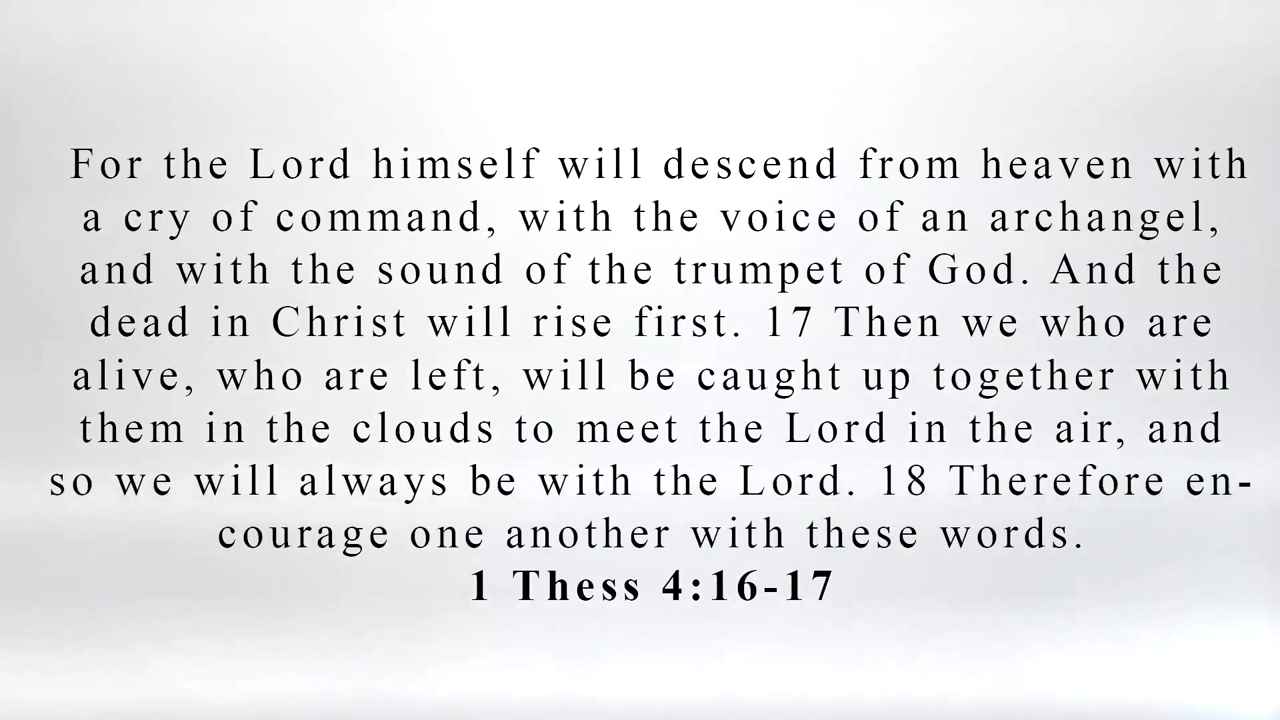 For the Lord himself will descend from heaven with
a cry of command, with the voice of an archangel,
and with the sound of the trumpet of God. And the
dead in Christ will rise first. 17 Then we who are
alive, who are left, will be caught up together with
them in the clouds to meet the Lord in the air, and
so we will always be with the Lord. 18 Therefore en-
courage one another with these words.
1 Thess 4:16-17